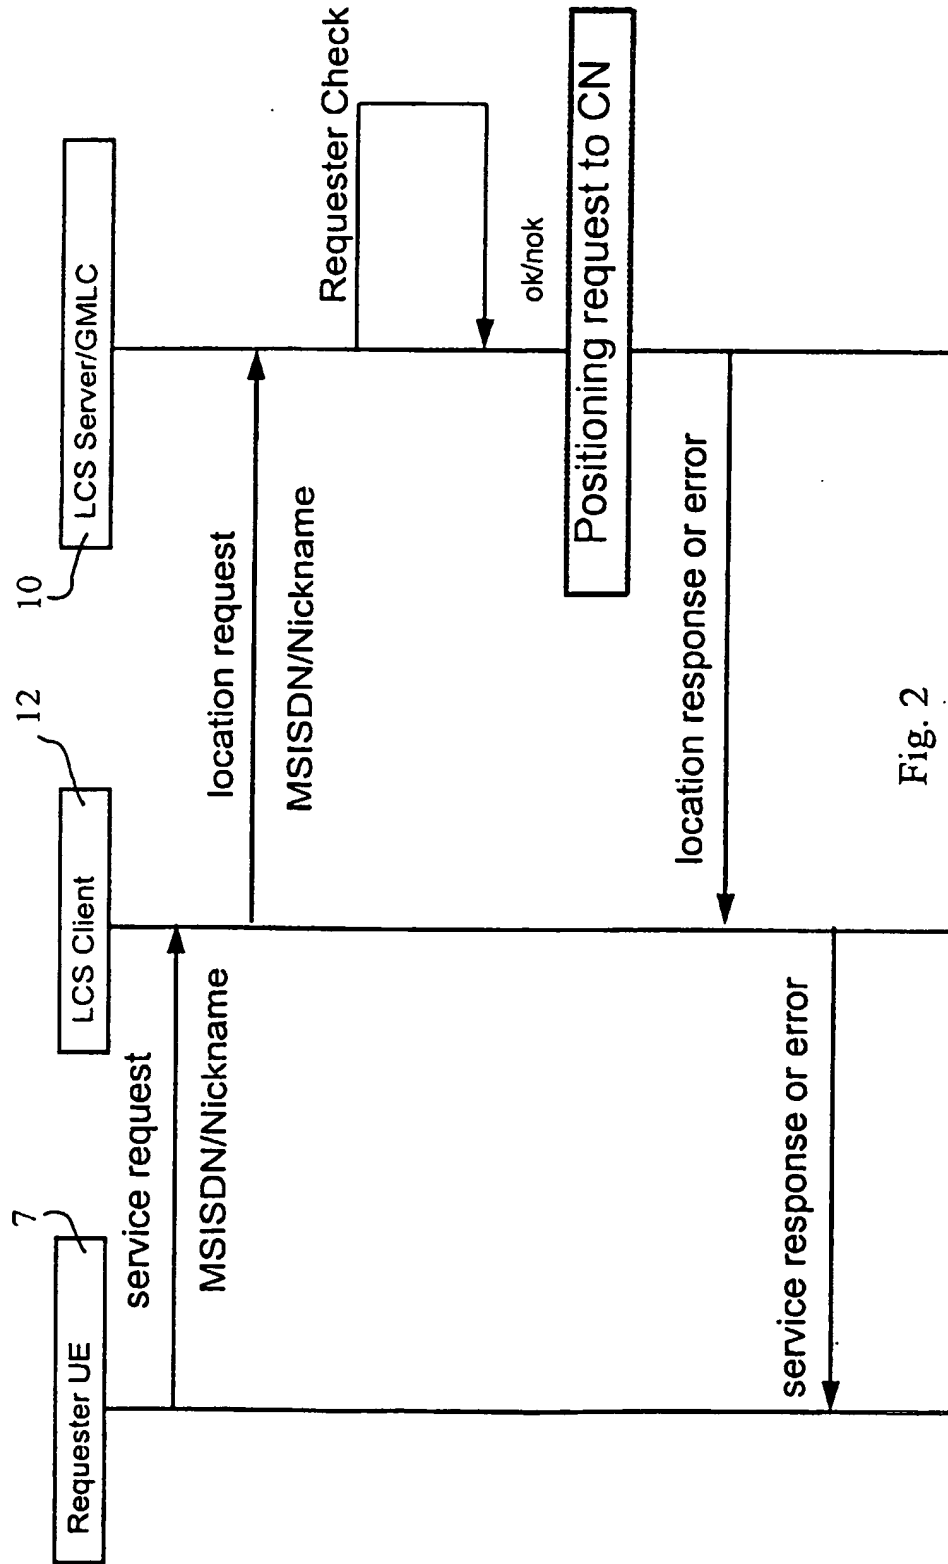 Requester UE
7
LCS Client
12
LCS Server/GMLC
10
service request
MSISDN/Nickname
location request
MSISDN/Nickname
Requester Check
ok/nok
Positioning request to CN
location response or error
service response or error
Fig. 2